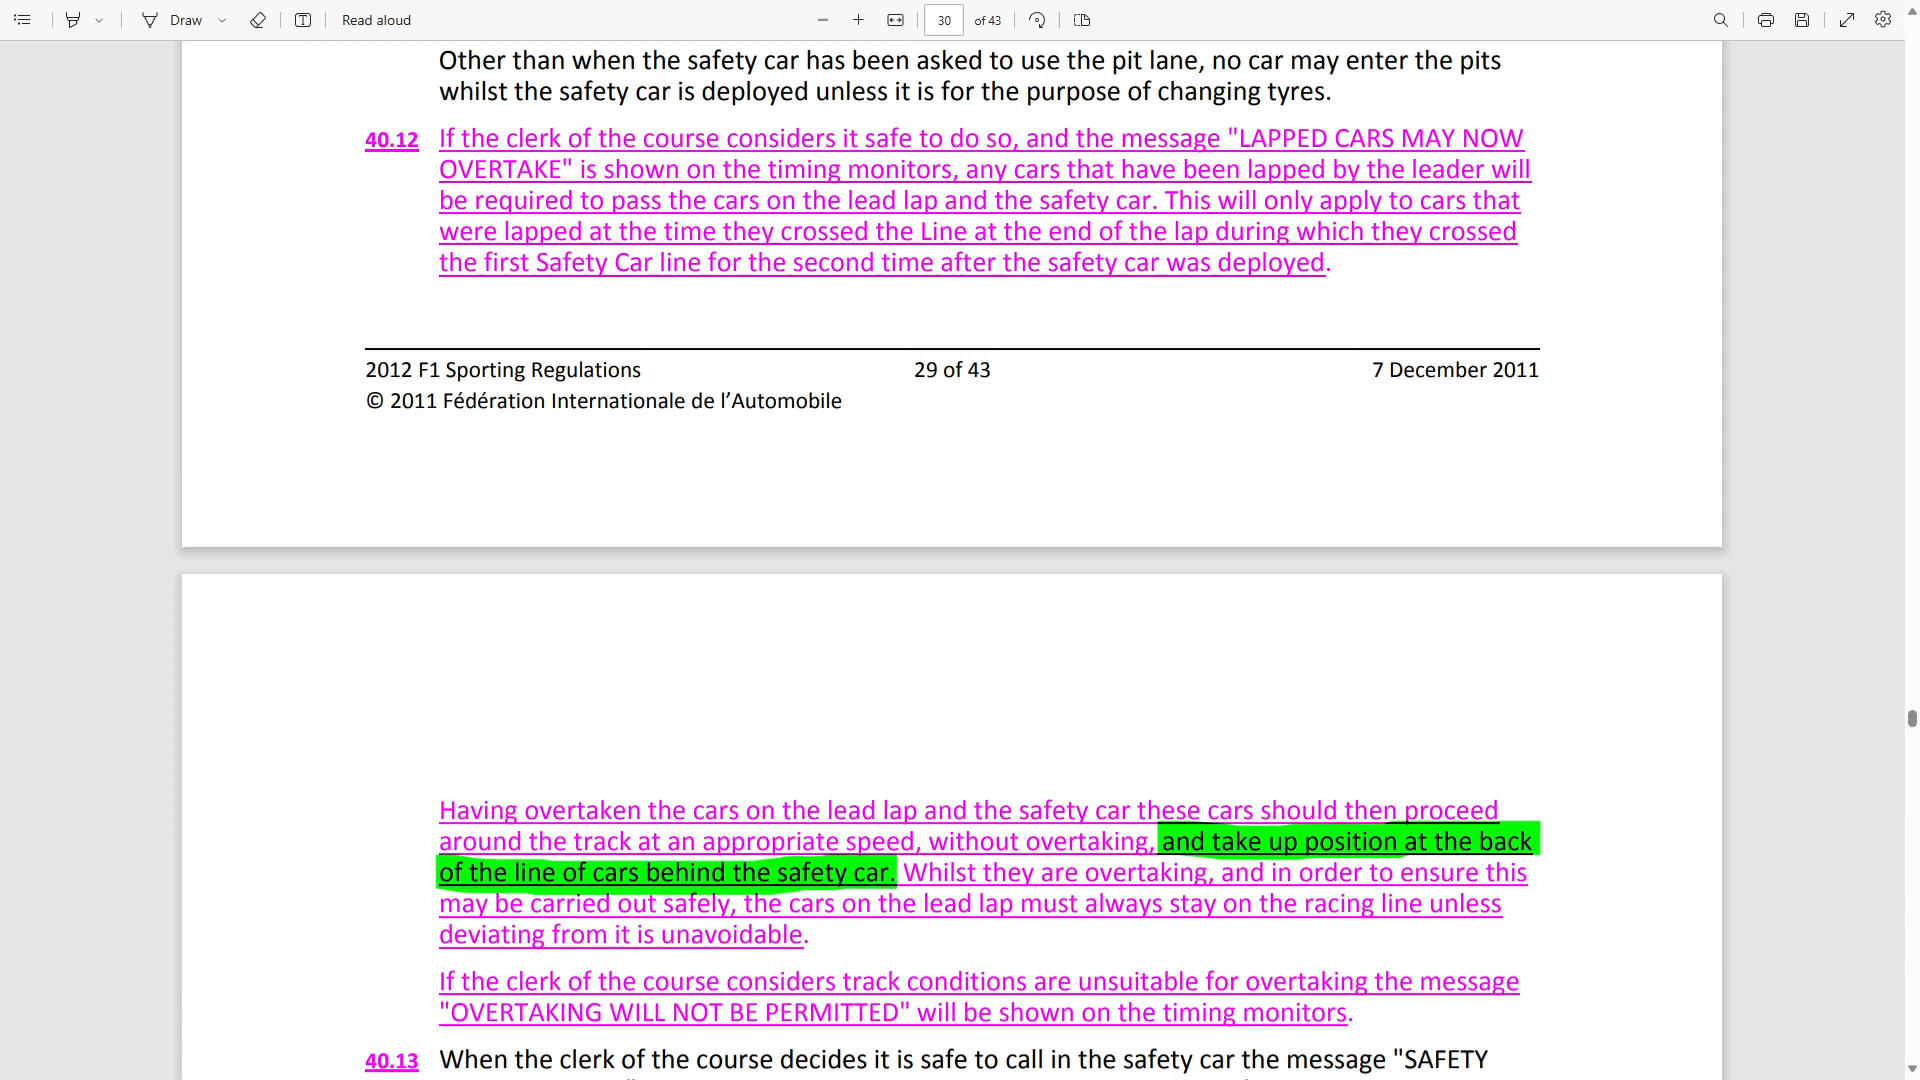 Draw
Read aloud
30 of 43
Other than when the safety car has been asked to use the pit lane, no car may enter the pits
whilst the safety car is deployed unless it is for the purpose of changing tyres.
40.12 If the clerk of the course considers it safe to do so, and the message "LAPPED CARS MAY NOW
OVERTAKE" is shown on the timing monitors, any cars that have been lapped by the leader will
be required to pass the cars on the lead lap and the safety car. This will only apply to cars that
were lapped at the time they crossed the Line at the end of the lap during which they crossed
the first Safety Car line for the second time after the safety car was deployed.
2012 F1 Sporting Regulations 29 of 43 7 December 2011
© 2011 Fédération Internationale de l’Automobile
Having overtaken the cars on the lead lap and the safety car these cars should then proceed
around the track at an appropriate speed, without overtaking, and take up position at the back
of the line of cars behind the safety car. Whilst they are overtaking, and in order to ensure this
may be carried out safely, the cars on the lead lap must always stay on the racing line unless
deviating from it is unavoidable.
If the clerk of the course considers track conditions are unsuitable for overtaking the message
"OVERTAKING WILL NOT BE PERMITTED" will be shown on the timing monitors.
40.13 When the clerk of the course decides it is safe to call in the safety car the message "SAFETY